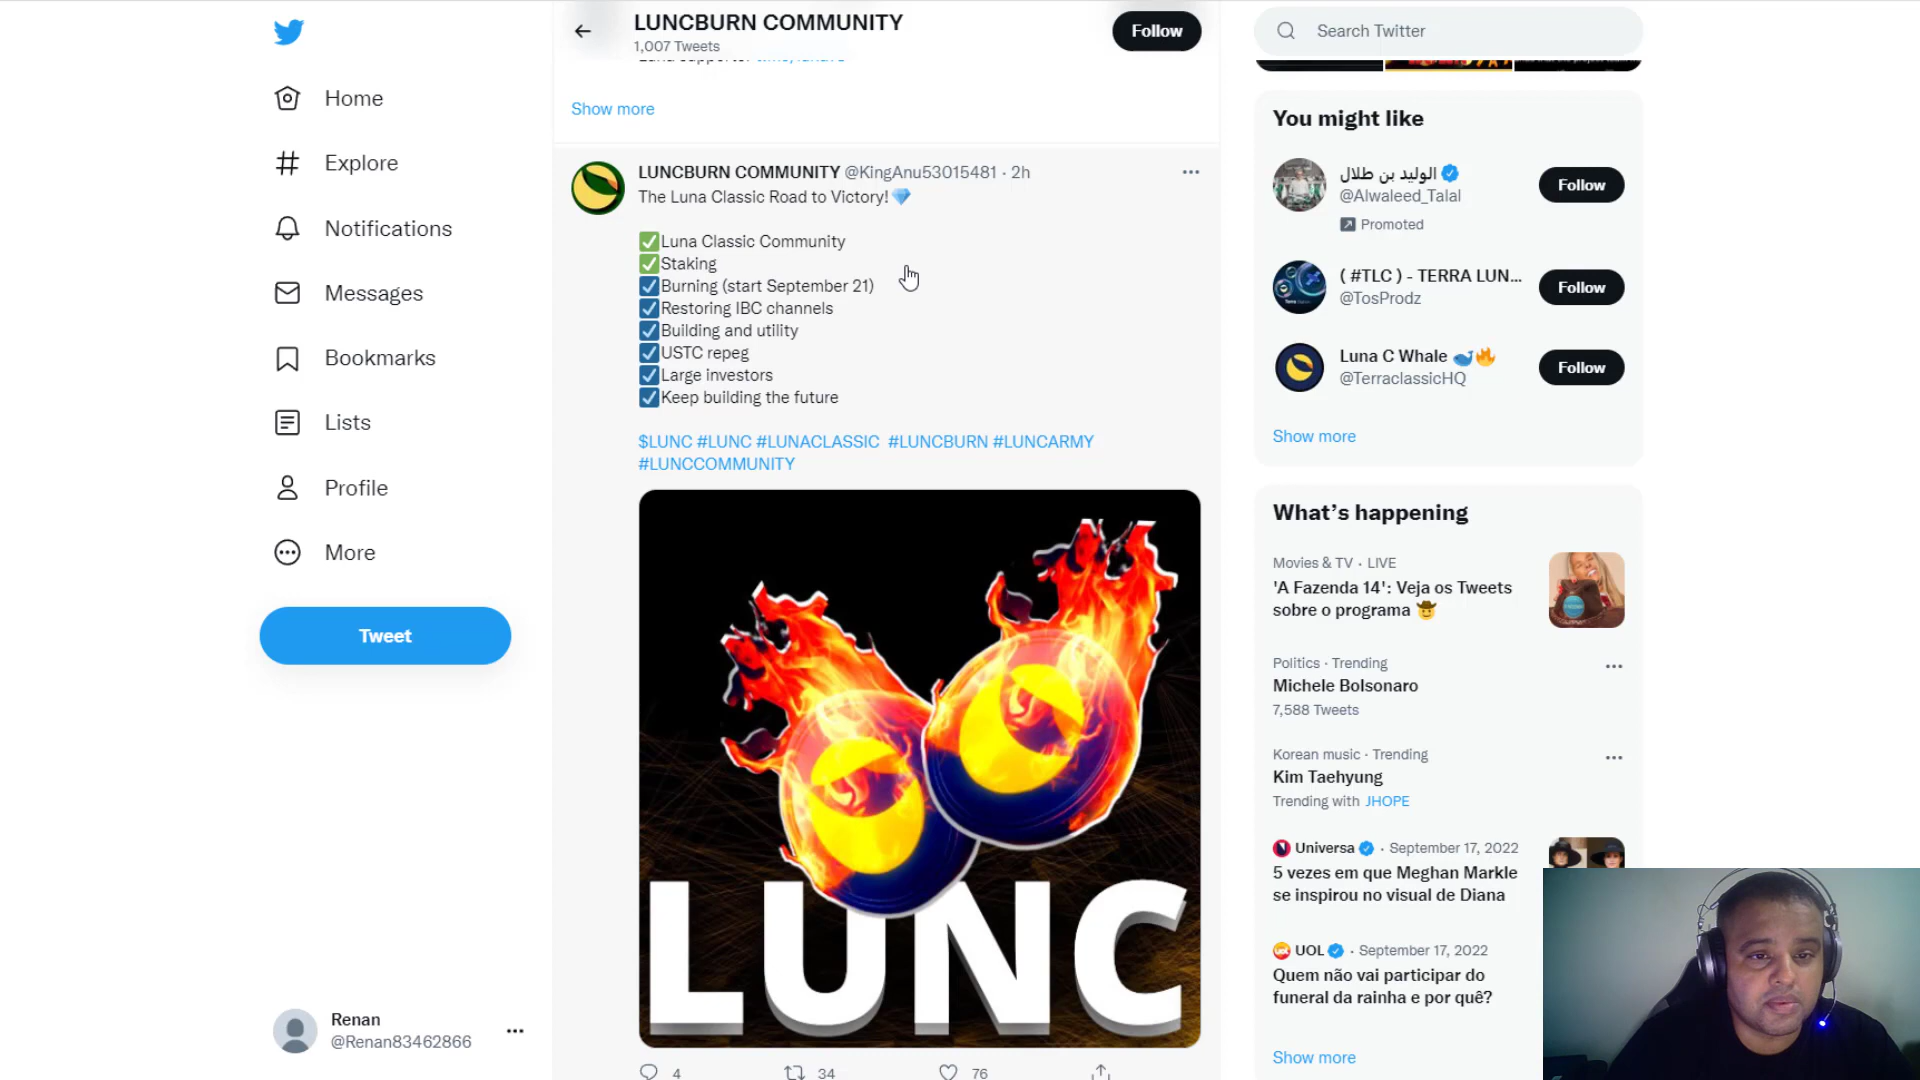 LUNCBURN COMMUNITY
1,007 Tweets
Follow
Search Twitter
Home
Explore
Notifications
Messages
Bookmarks
Lists
Profile
More
Tweet
Renan
@Renan83462866
Show more
LUNCBURN COMMUNITY @KingAnu53015481 · 2h
The Luna Classic Road to Victory!💎
✅Luna Classic Community
✅Staking
☑Burning (start September 21)
☑Restoring IBC channels
☑Building and utility
☑USTC repeg
☑Large investors
☑Keep building the future
$LUNC #LUNC #LUNACLASSIC #LUNCBURN #LUNCARMY
#LUNCCOMMUNITY
LUNC
4
34
76
You might like
الوليد بن طلال
@Alwaleed_Talal
Promoted
Follow
( #TLC ) - TERRA LUN...
@TosProdz
Follow
Luna C Whale 🐳🔥
@TerraclassicHQ
Follow
Show more
What's happening
Movies & TV · LIVE
'A Fazenda 14': Veja os Tweets
sobre o programa 🤠
Politics · Trending
Michele Bolsonaro
7,588 Tweets
Korean music · Trending
Kim Taehyung
Trending with JHOPE
Universa · September 17, 2022
5 vezes em que Meghan Markle
se inspirou no visual de Diana
UOL · September 17, 2022
Quem não vai participar do
funeral da rainha e por quê?
Show more